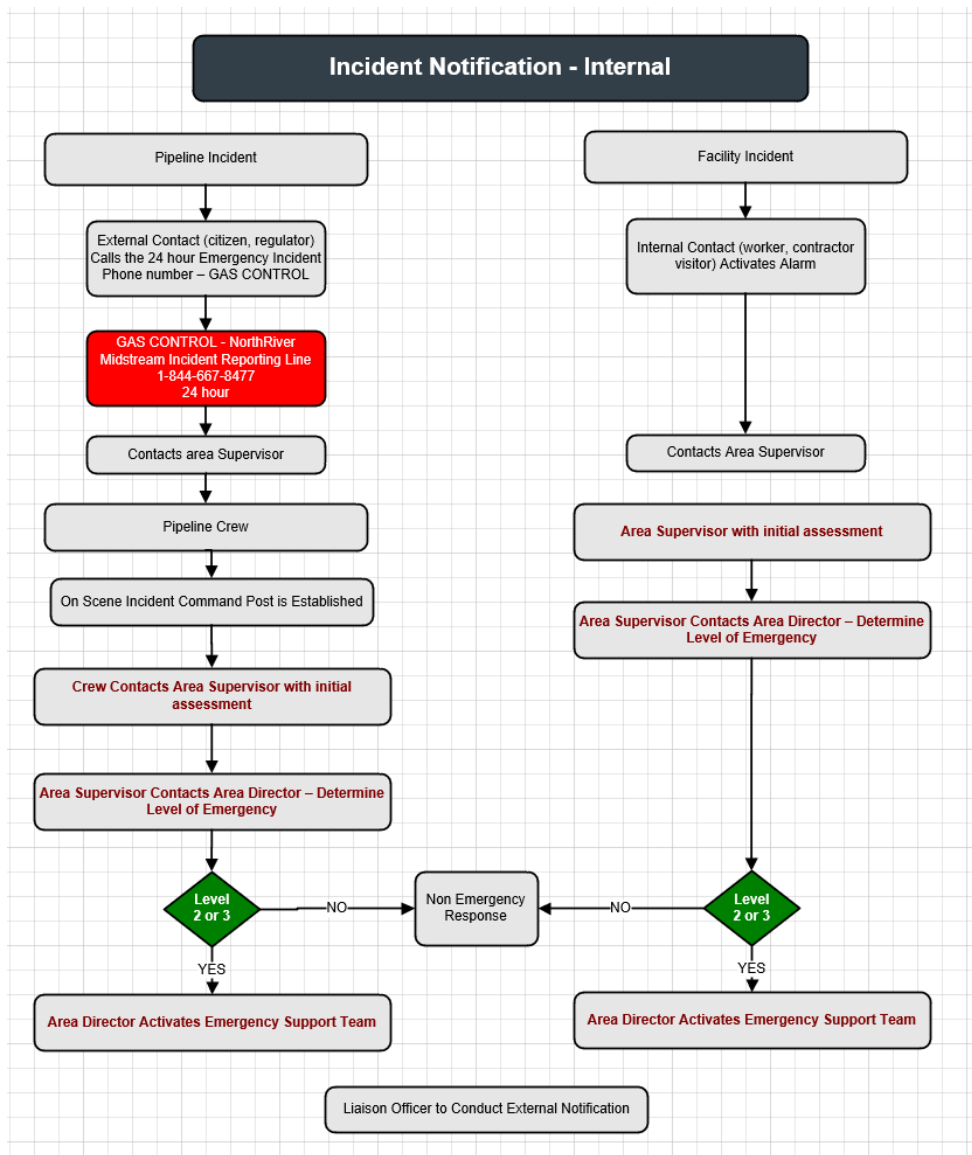 Incident Notification - Internal
Pipeline Incident
External Contact (citizen, regulator)
Calls the 24 hour Emergency Incident
Phone number – GAS CONTROL
GAS CONTROL - NorthRiver
Midstream Incident Reporting Line
1-844-667-8477
24 hour
Contacts area Supervisor
Pipeline Crew
On Scene Incident Command Post is Established
Crew Contacts Area Supervisor with initial
assessment
Area Supervisor Contacts Area Director – Determine
Level of Emergency
Level
2 or 3
NO
YES
Area Director Activates Emergency Support Team
Non Emergency
Response
Facility Incident
Internal Contact (worker, contractor
visitor) Activates Alarm
Contacts Area Supervisor
Area Supervisor with initial assessment
Area Supervisor Contacts Area Director – Determine
Level of Emergency
Level
2 or 3
NO
YES
Area Director Activates Emergency Support Team
Liaison Officer to Conduct External Notification